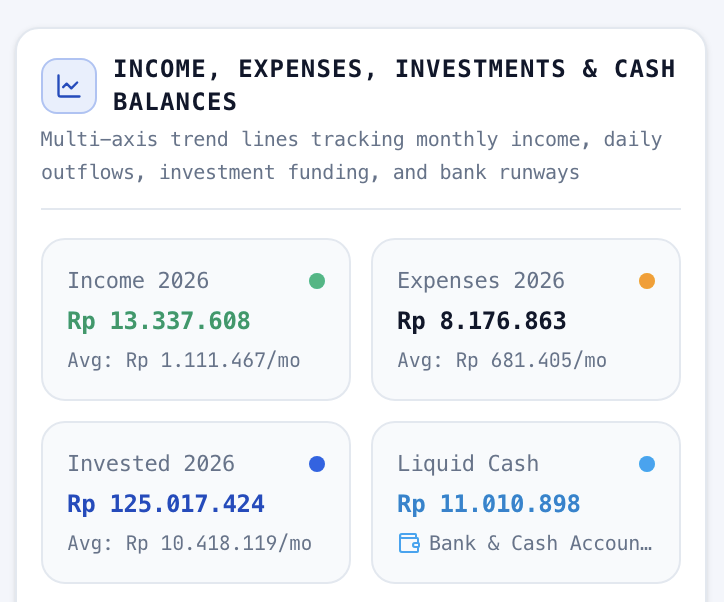 INCOME, EXPENSES, INVESTMENTS & CASH
BALANCES
Multi-axis trend lines tracking monthly income, daily
outflows, investment funding, and bank runways
Income 2026
Rp 13.337.608
Avg: Rp 1.111.467/mo
Expenses 2026
Rp 8.176.863
Avg: Rp 681.405/mo
Invested 2026
Rp 125.017.424
Avg: Rp 10.418.119/mo
Liquid Cash
Rp 11.010.898
Bank & Cash Accoun…